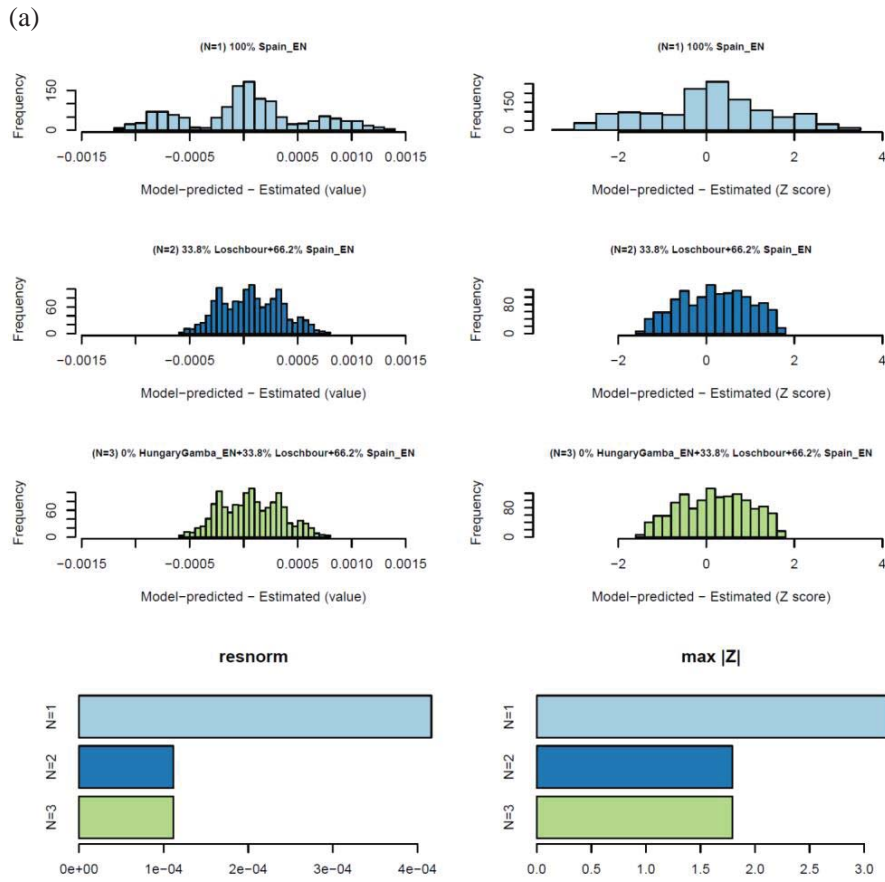 (a)
(N=1) 100% Spain_EN
Frequency
0 150
−0.0015 −0.0005 0.0005 0.0010 0.0015
Model−predicted − Estimated (value)
(N=1) 100% Spain_EN
Frequency
0 150
−2 0 2 4
Model−predicted − Estimated (Z score)
(N=2) 33.8% Loschbour+66.2% Spain_EN
Frequency
0 60
−0.0015 −0.0005 0.0005 0.0010 0.0015
Model−predicted − Estimated (value)
(N=2) 33.8% Loschbour+66.2% Spain_EN
Frequency
0 80
−2 0 2 4
Model−predicted − Estimated (Z score)
(N=3) 0% HungaryGamba_EN+33.8% Loschbour+66.2% Spain_EN
Frequency
0 60
−0.0015 −0.0005 0.0005 0.0010 0.0015
Model−predicted − Estimated (value)
(N=3) 0% HungaryGamba_EN+33.8% Loschbour+66.2% Spain_EN
Frequency
0 80
−2 0 2 4
Model−predicted − Estimated (Z score)
resnorm
N=1
N=2
N=3
0e+00 1e−04 2e−04 3e−04 4e−04
max |Z|
N=1
N=2
N=3
0.0 0.5 1.0 1.5 2.0 2.5 3.0